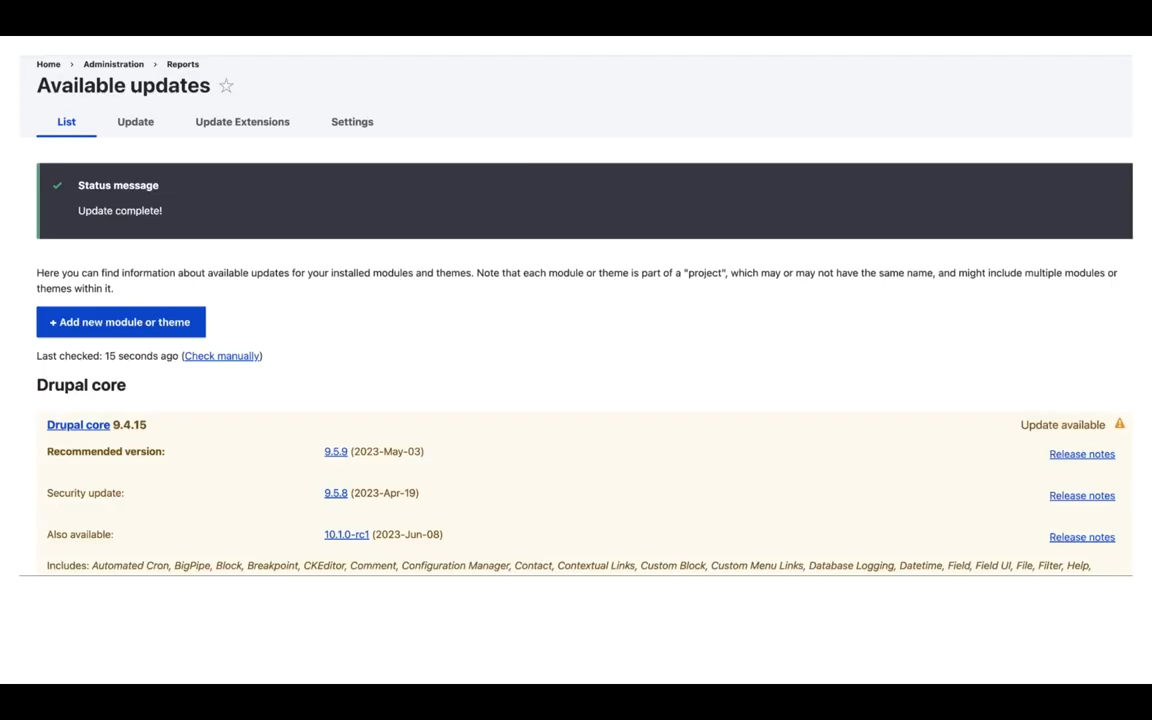 Home > Administration > Reports
Available updates ☆
List Update Update Extensions Settings
Status message
Update complete!
Here you can find information about available updates for your installed modules and themes. Note that each module or theme is part of a "project", which may or may not have the same name, and might include multiple modules or
themes within it.
+ Add new module or theme
Last checked: 15 seconds ago (Check manually)
Drupal core
Drupal core 9.4.15 Update available
Recommended version: 9.5.9 (2023-May-03) Release notes
Security update: 9.5.8 (2023-Apr-19) Release notes
Also available: 10.1.0-rc1 (2023-Jun-08) Release notes
Includes: Automated Cron, BigPipe, Block, Breakpoint, CKEditor, Comment, Configuration Manager, Contact, Contextual Links, Custom Block, Custom Menu Links, Database Logging, Datetime, Field, Field UI, File, Filter, Help,